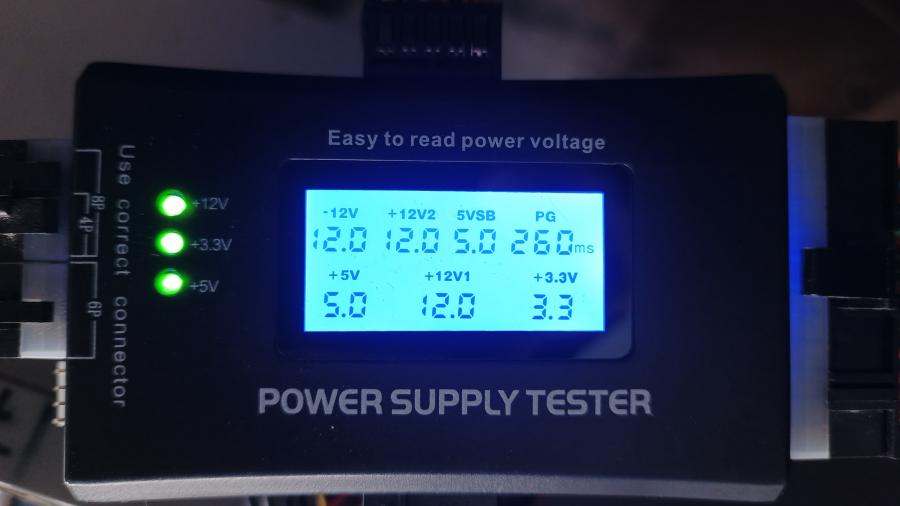 Easy to read power voltage
-12V +12V2 5VSB PG
12.0 12.0 5.0 260ms
+5V +12V1 +3.3V
5.0 12.0 3.3
POWER SUPPLY TESTER
+12V
+3.3V
+5V
Use correct connector
8P
4P
6P